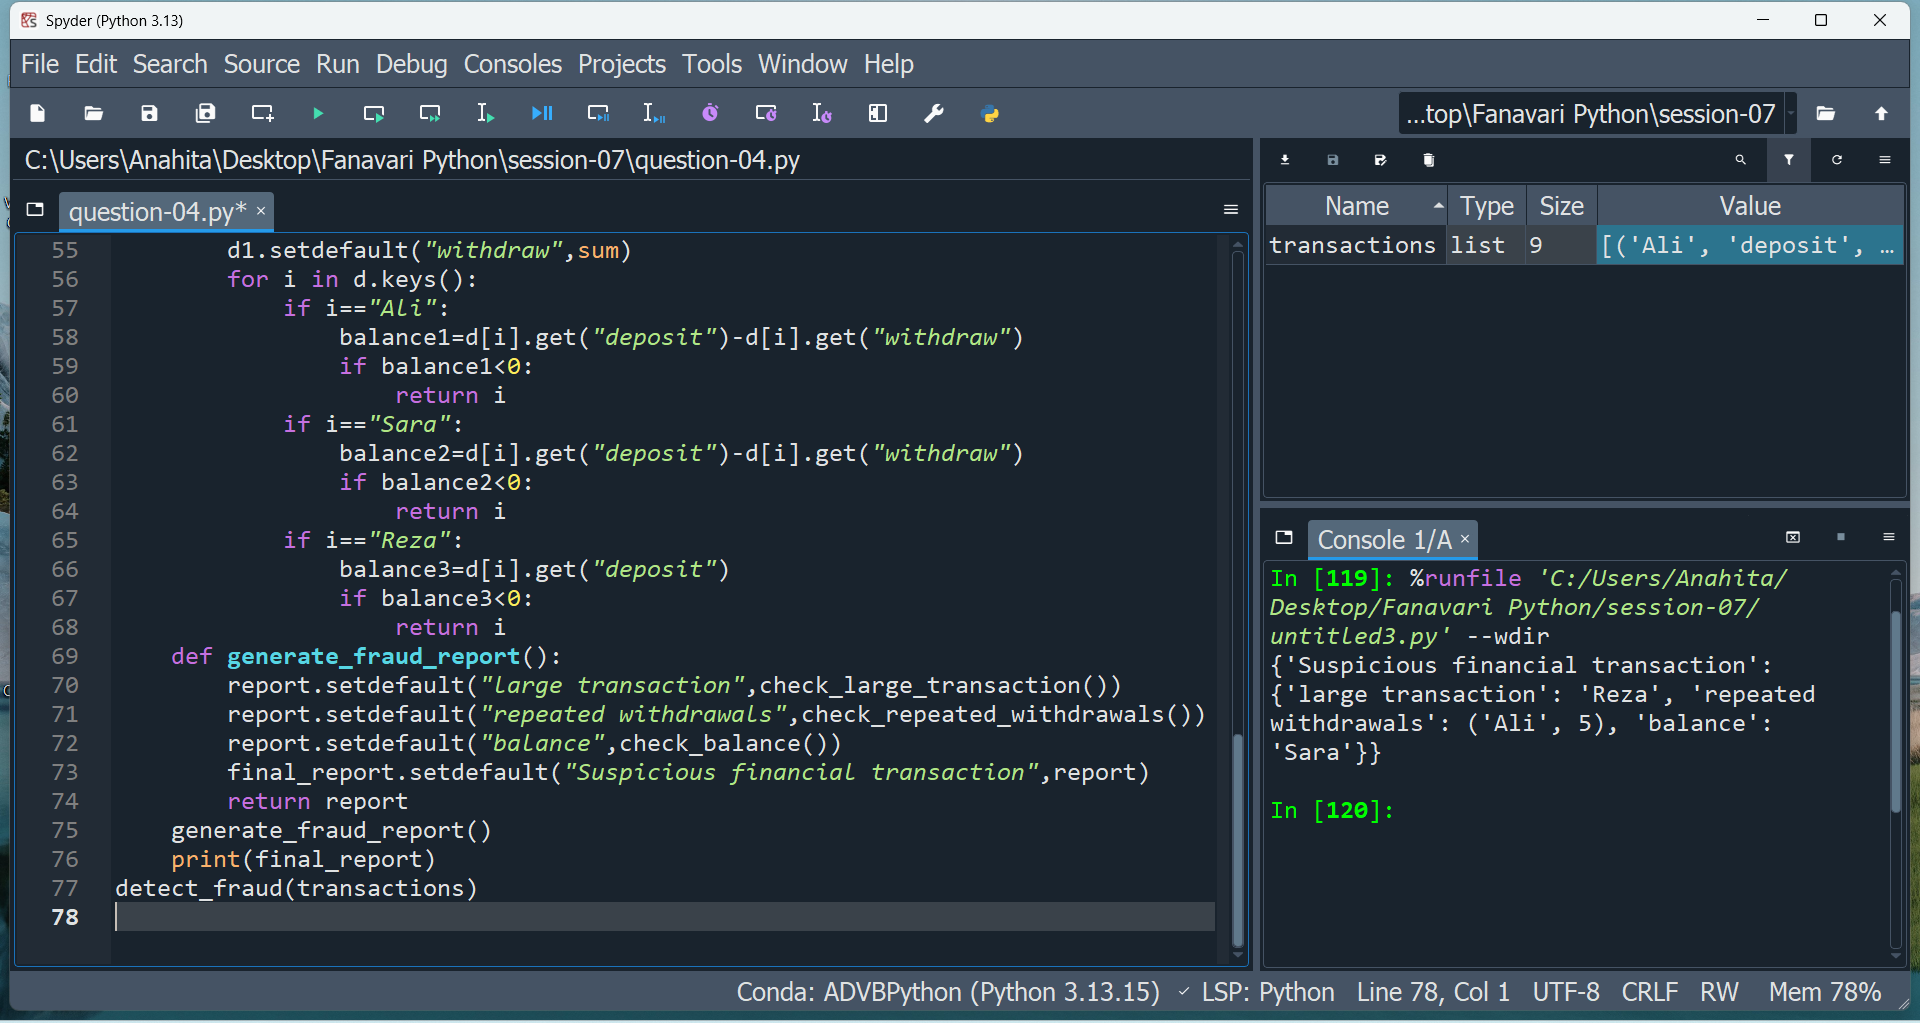 Spyder (Python 3.13)
File Edit Search Source Run Debug Consoles Projects Tools Window Help
...top\Fanavari Python\session-07
C:\Users\Anahita\Desktop\Fanavari Python\session-07\question-04.py
question-04.py*
55 d1.setdefault("withdraw",sum)
56 for i in d.keys():
57 if i=="Ali":
58 balance1=d[i].get("deposit")-d[i].get("withdraw")
59 if balance1<0:
60 return i
61 if i=="Sara":
62 balance2=d[i].get("deposit")-d[i].get("withdraw")
63 if balance2<0:
64 return i
65 if i=="Reza":
66 balance3=d[i].get("deposit")
67 if balance3<0:
68 return i
69 def generate_fraud_report():
70 report.setdefault("large transaction",check_large_transaction())
71 report.setdefault("repeated withdrawals",check_repeated_withdrawals())
72 report.setdefault("balance",check_balance())
73 final_report.setdefault("Suspicious financial transaction",report)
74 return report
75 generate_fraud_report()
76 print(final_report)
77 detect_fraud(transactions)
78
Name Type Size Value
transactions list 9 [('Ali', 'deposit', ...
Console 1/A
In [119]: %runfile 'C:/Users/Anahita/
Desktop/Fanavari Python/session-07/
untitled3.py' --wdir
{'Suspicious financial transaction':
{'large transaction': 'Reza', 'repeated
withdrawals': ('Ali', 5), 'balance':
'Sara'}}
In [120]:
Conda: ADVBPython (Python 3.13.15) LSP: Python Line 78, Col 1 UTF-8 CRLF RW Mem 78%